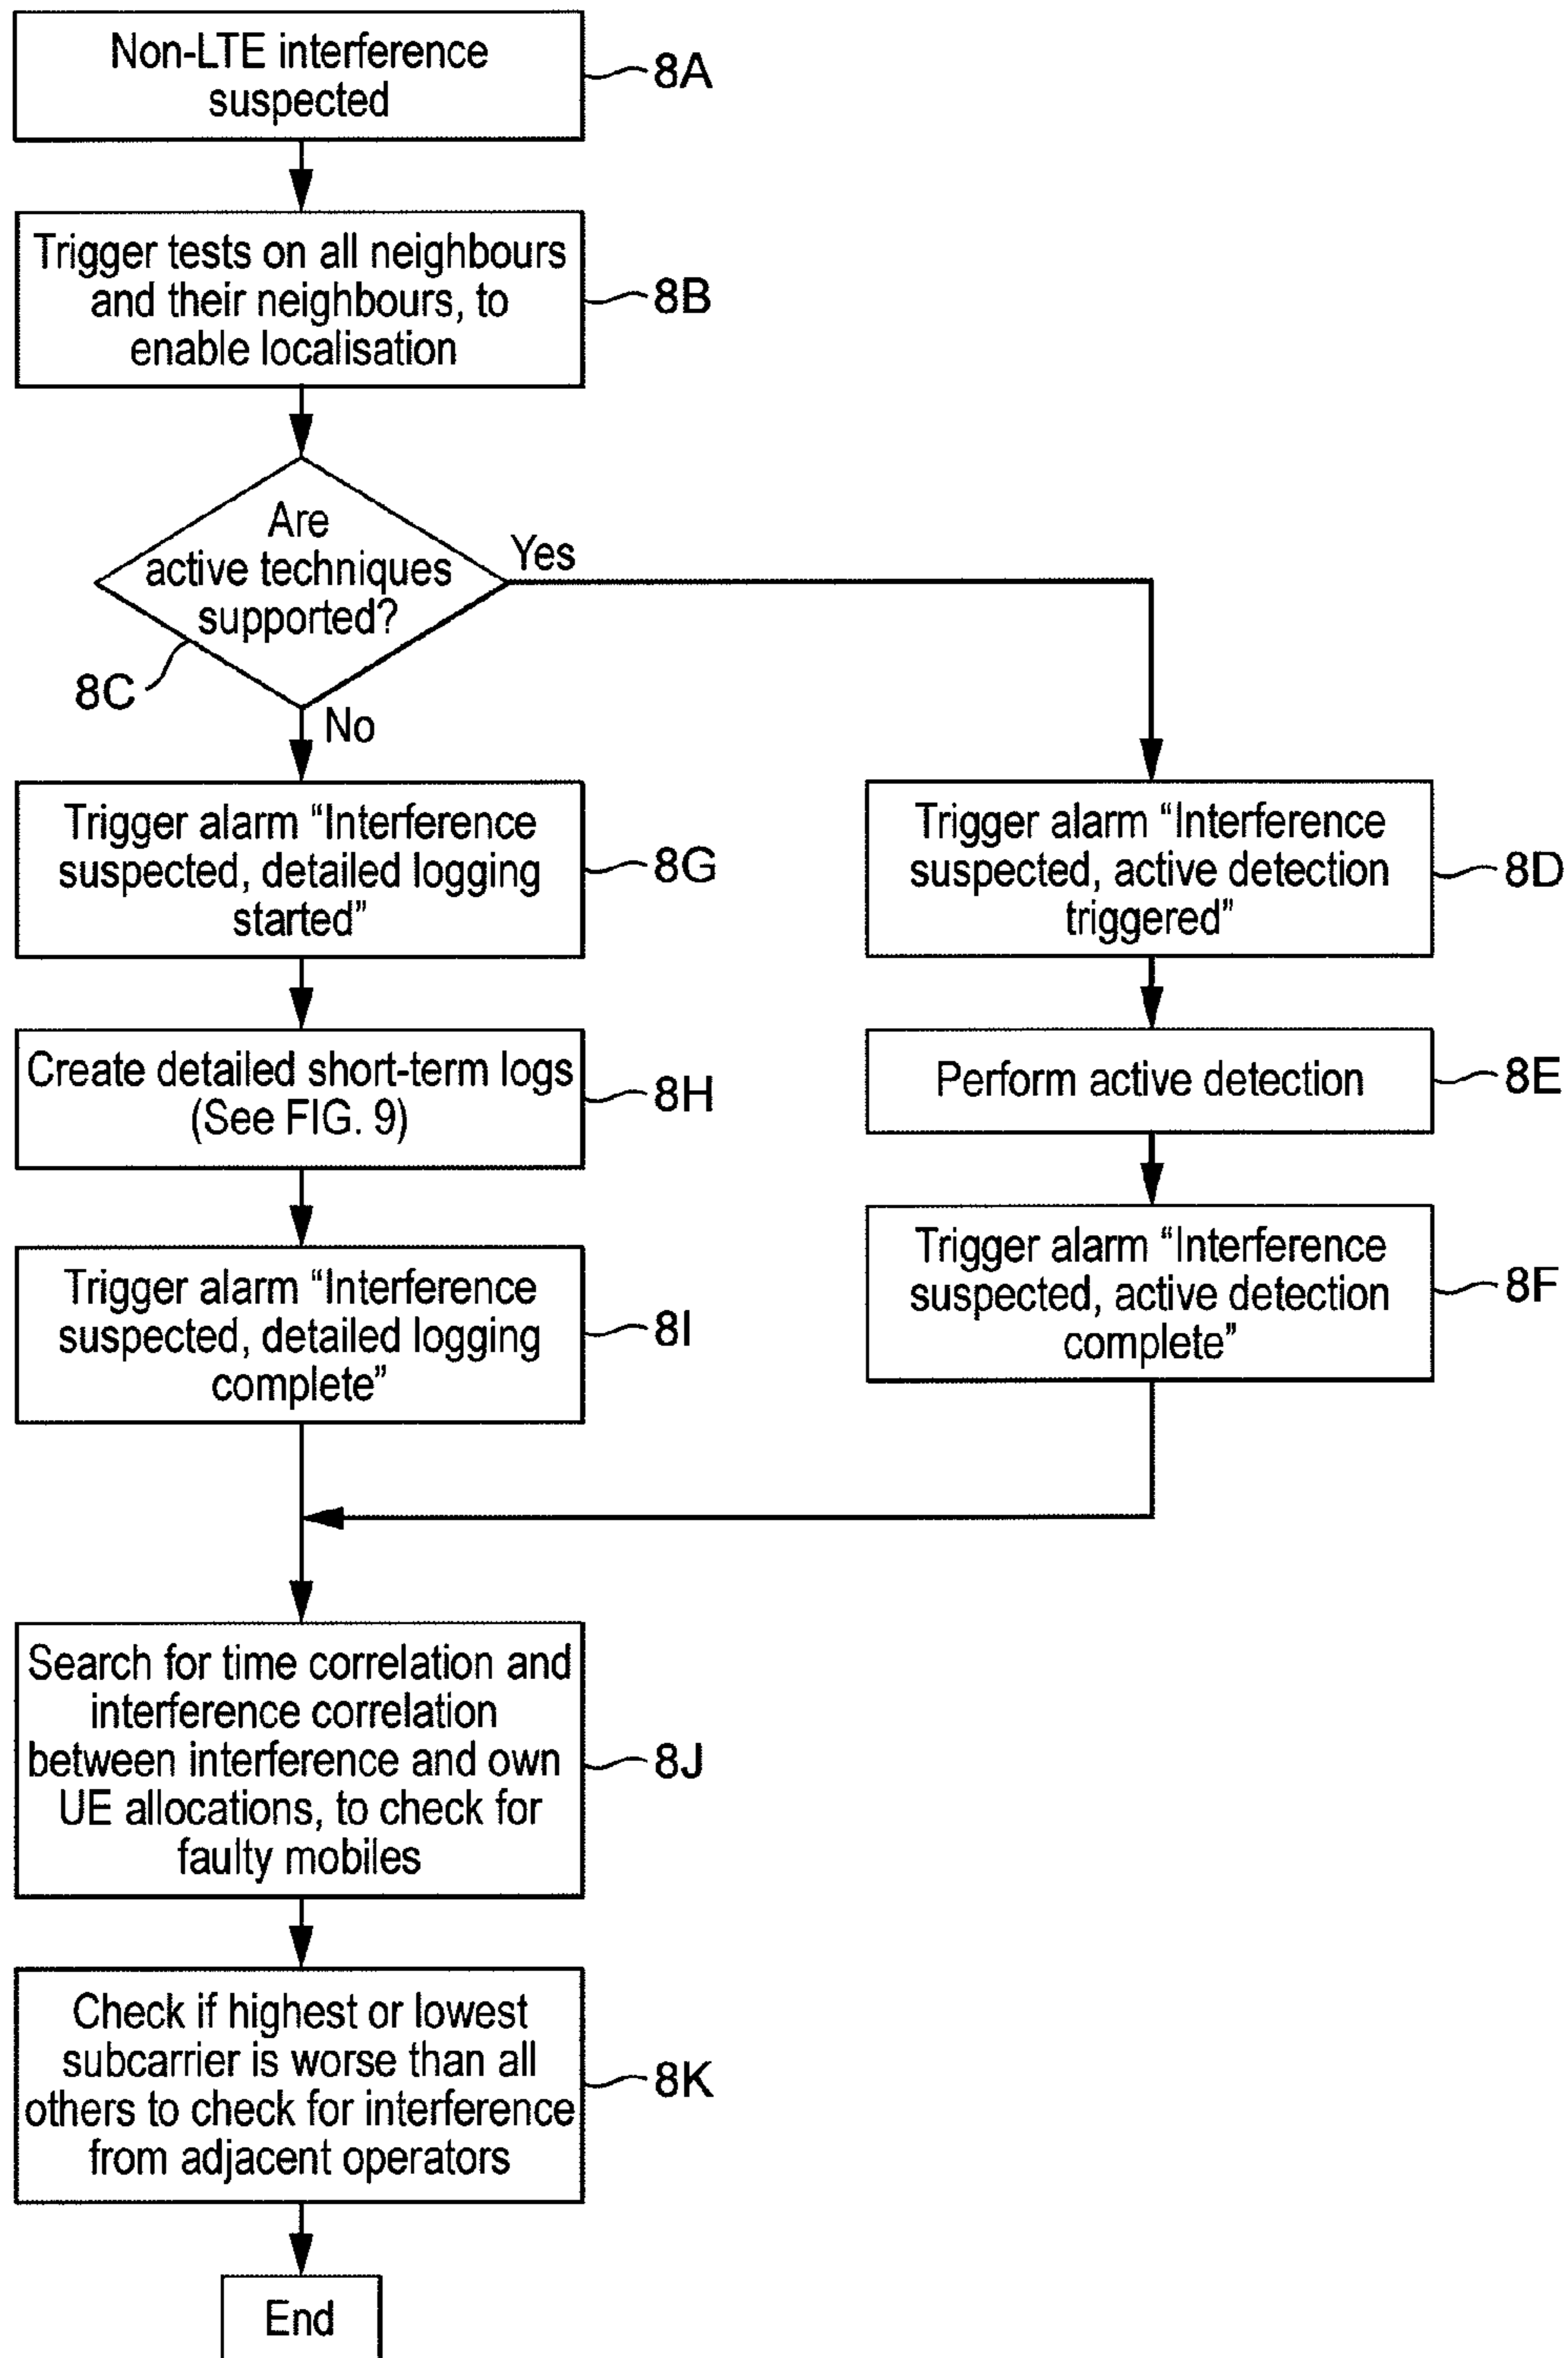 Non-LTE interference
suspected
8A
Trigger tests on all neighbours
and their neighbours, to
enable localisation
8B
Are
active techniques
supported?
8C
Yes
No
Trigger alarm “Interference
suspected, detailed logging
started”
8G
Trigger alarm “Interference
suspected, active detection
triggered”
8D
Create detailed short-term logs
(See FIG. 9)
8H
Perform active detection
8E
Trigger alarm “Interference
suspected, detailed logging
complete”
8I
Trigger alarm “Interference
suspected, active detection
complete”
8F
Search for time correlation and
interference correlation
between interference and own
UE allocations, to check for
faulty mobiles
8J
Check if highest or lowest
subcarrier is worse than all
others to check for interference
from adjacent operators
8K
End